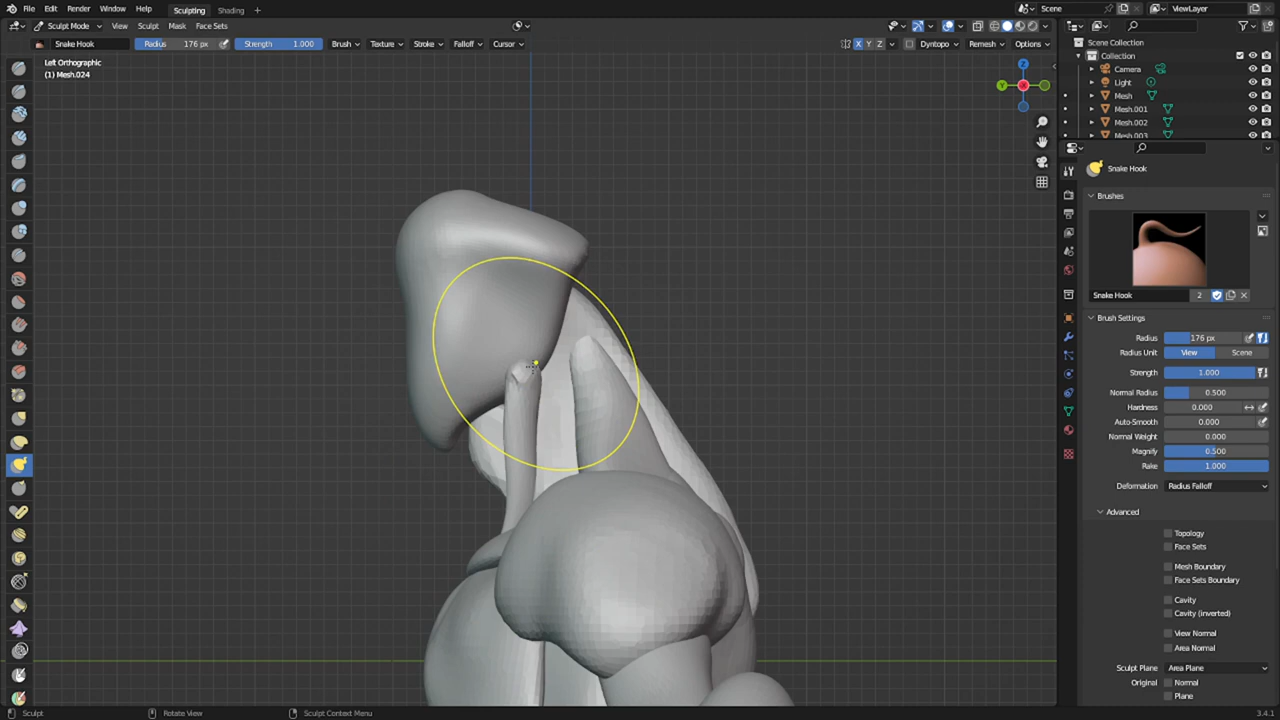 File Edit Render Window Help Sculpting Shading + Scene ViewLayer
Sculpt Mode View Sculpt Mask Face Sets
Snake Hook Radius 176 px Strength 1.000 Brush Texture Stroke Falloff Cursor X Y Z Dyntopo Remesh Options
Left Orthographic
(1) Mesh.024
Z
Y
Scene Collection
Collection
Camera
Light
Mesh
Mesh.001
Mesh.002
Mesh.003
Snake Hook
Brushes
Snake Hook 2
Brush Settings
Radius 176 px
Radius Unit View Scene
Strength 1.000
Normal Radius 0.500
Hardness 0.000
Auto-Smooth 0.000
Normal Weight 0.000
Magnify 0.500
Rake 1.000
Deformation Radius Falloff
Advanced
Topology
Face Sets
Mesh Boundary
Face Sets Boundary
Cavity
Cavity (inverted)
View Normal
Area Normal
Sculpt Plane Area Plane
Original Normal
Plane
Sculpt Rotate View Sculpt Context Menu 3.4.1